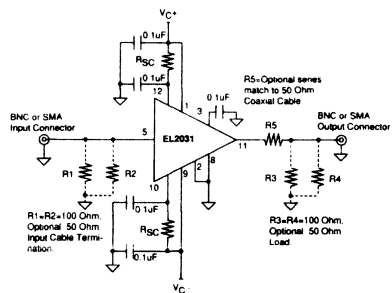 VC+
0.1uF
RSC
0.1uF
12
1
3
0.1uF
R5=Optional series
match to 50 Ohm
Coaxial Cable
BNC or SMA
Input Connector
BNC or SMA
Output Connector
5
EL2031
11
R5
R1
R2
R3
R4
10
9
2
8
R1=R2=100 Ohm,
Optional 50 Ohm
Input Cable Termi-
nation.
0.1uF
RSC
0.1uF
VC-
R3=R4=100 Ohm,
Optional 50 Ohm
Load.